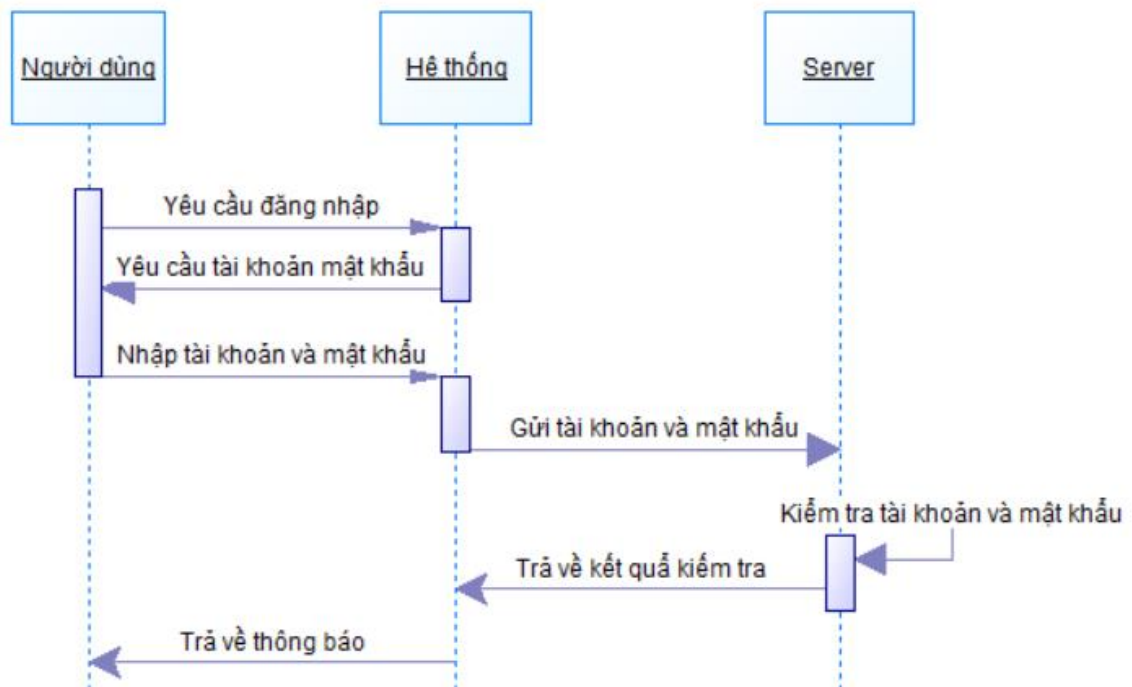 Người dùng
Hê thống
Server
Yêu cầu đăng nhập
Yêu cầu tài khoản mật khẩu
Nhập tài khoản và mật khẩu
Gửi tài khoản và mật khẩu
Kiểm tra tài khoản và mật khẩu
Trả về kết quẩ kiểm tra
Trả về thông báo